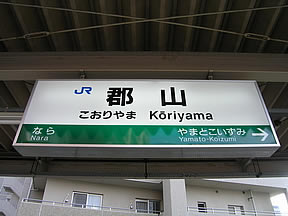 JR 郡山
こおりやま Kōriyama
なら やまとこいずみ →
Nara Yamato-Koizumi